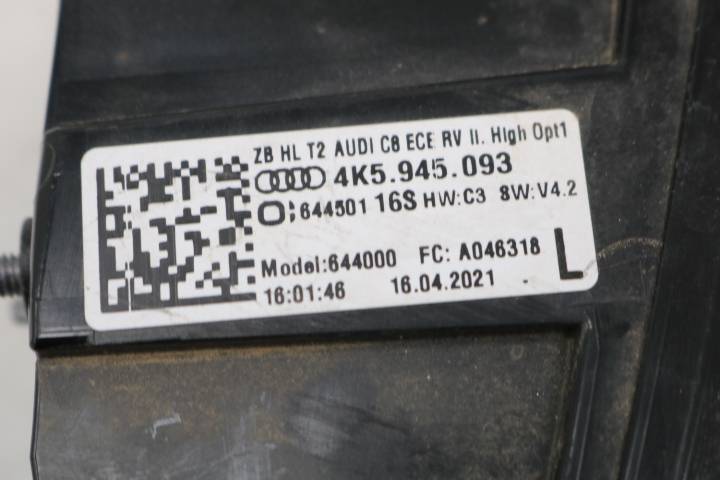 ZB HL T2 AUDI C8 ECE RV II. High Opt1
4K5.945.093
644501 16S HW:C3 SW:V4.2
Model:644000 FC: A046318
16:01:46 16.04.2021 L